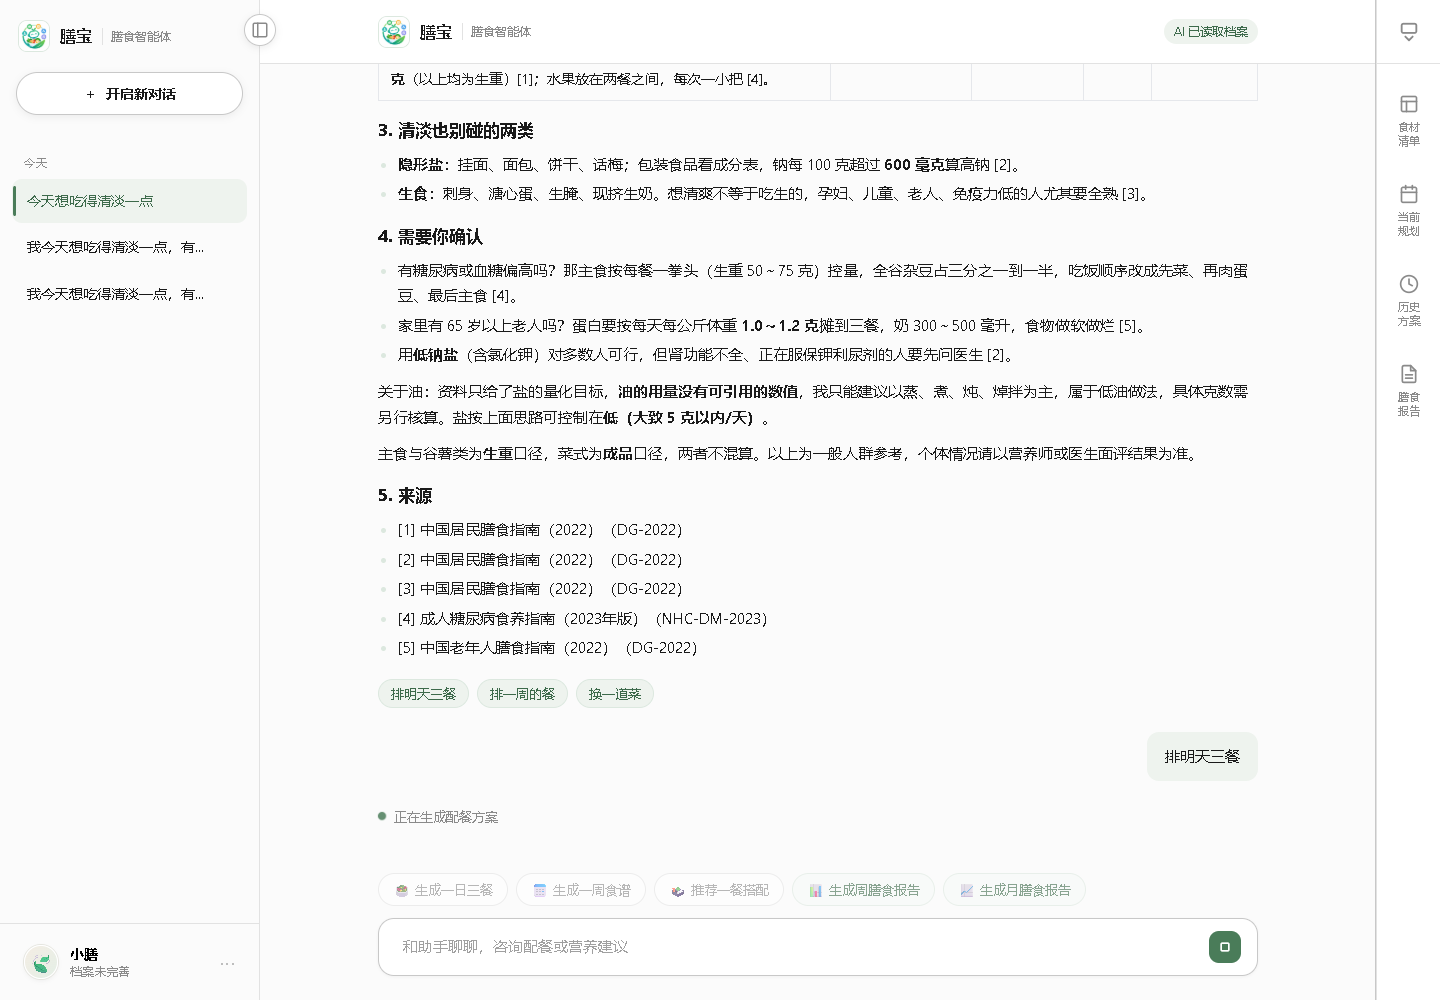 膳宝 膳食智能体
+ 开启新对话
今天
今天想吃得清淡一点
我今天想吃得清淡一点，有...
我今天想吃得清淡一点，有...
小膳
档案未完善
...
膳宝 膳食智能体
AI 已读取档案
克（以上均为生重）[1]；水果放在两餐之间，每次一小把 [4]。
3. 清淡也别碰的两类
隐形盐：挂面、面包、饼干、话梅；包装食品看成分表，钠每 100 克超过 600 毫克算高钠 [2]。
生食：刺身、溏心蛋、生腌、现挤生奶。想清爽不等于吃生的，孕妇、儿童、老人、免疫力低的人尤其要全熟 [3]。
4. 需要你确认
有糖尿病或血糖偏高吗？那主食按每餐一拳头（生重 50～75 克）控量，全谷杂豆占三分之一到一半，吃饭顺序改成先菜、再肉蛋
豆、最后主食 [4]。
家里有 65 岁以上老人吗？蛋白要按每天每公斤体重 1.0～1.2 克摊到三餐，奶 300～500 毫升，食物做软做烂 [5]。
用低钠盐（含氯化钾）对多数人可行，但肾功能不全、正在服保钾利尿剂的人要先问医生 [2]。
关于油：资料只给了盐的量化目标，油的用量没有可引用的数值，我只能建议以蒸、煮、炖、焯拌为主，属于低油做法，具体克数需
另行核算。盐按上面思路可控制在低（大致 5 克以内/天）。
主食与谷薯类为生重口径，菜式为成品口径，两者不混算。以上为一般人群参考，个体情况请以营养师或医生面评结果为准。
5. 来源
[1] 中国居民膳食指南（2022）（DG-2022）
[2] 中国居民膳食指南（2022）（DG-2022）
[3] 中国居民膳食指南（2022）（DG-2022）
[4] 成人糖尿病食养指南（2023年版）（NHC-DM-2023）
[5] 中国老年人膳食指南（2022）（DG-2022）
排明天三餐 排一周的餐 换一道菜
排明天三餐
正在生成配餐方案
生成一日三餐 生成一周食谱 推荐一餐搭配 生成周膳食报告 生成月膳食报告
和助手聊聊，咨询配餐或营养建议
食材
清单
当前
规划
历史
方案
膳食
报告